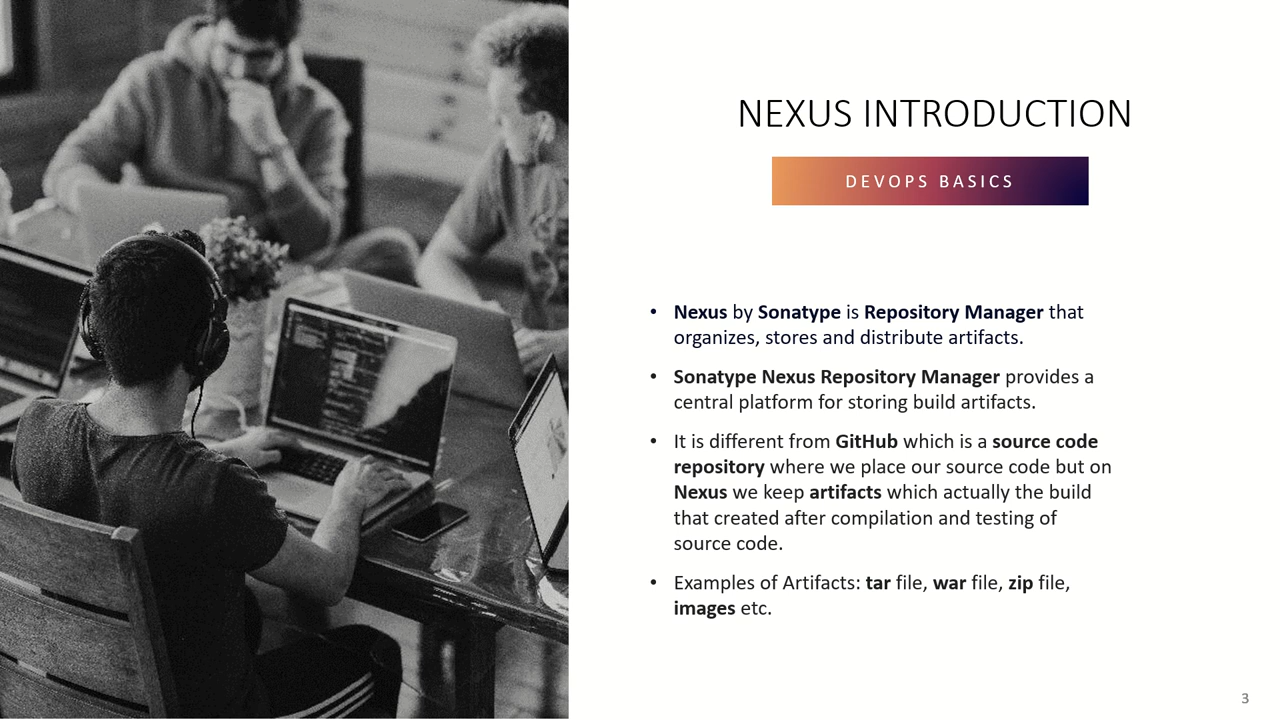 NEXUS INTRODUCTION
DEVOPS BASICS
• Nexus by Sonatype is Repository Manager that
organizes, stores and distribute artifacts.
• Sonatype Nexus Repository Manager provides a
central platform for storing build artifacts.
• It is different from GitHub which is a source code
repository where we place our source code but on
Nexus we keep artifacts which actually the build
that created after compilation and testing of
source code.
• Examples of Artifacts: tar file, war file, zip file,
images etc.
3